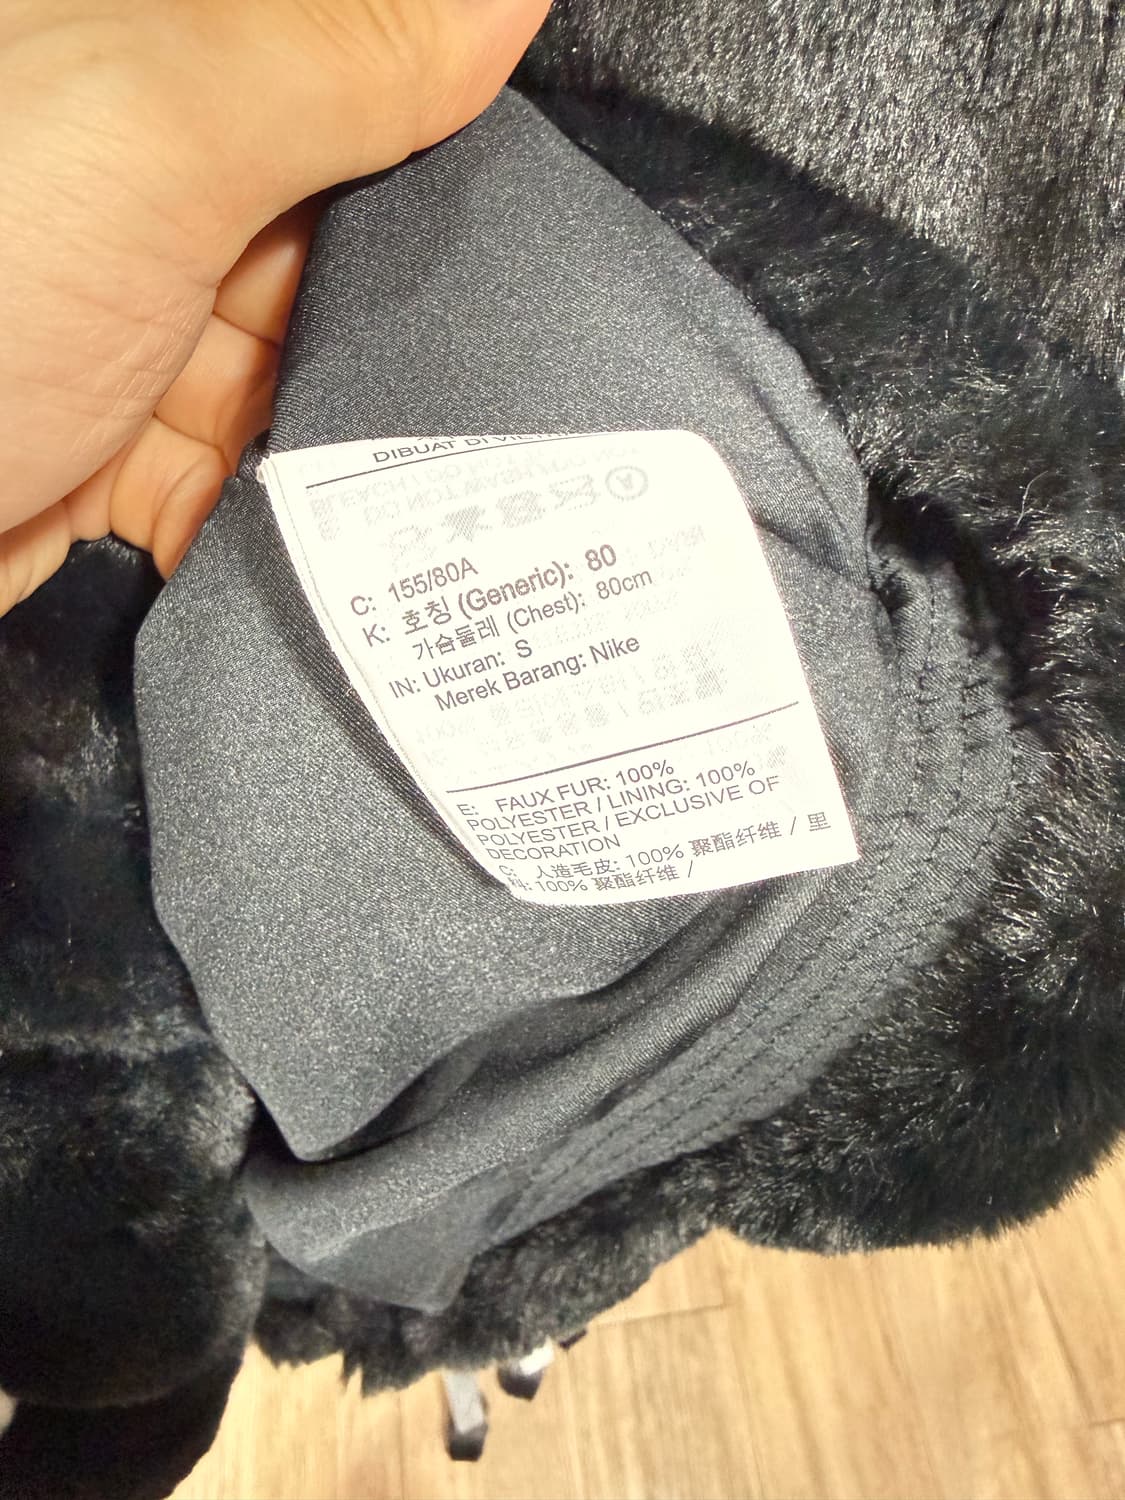 DIBUAT DI
C: 155/80A
K: 호칭 (Generic): 80
가슴둘레 (Chest): 80cm
IN: Ukuran: S
Merek Barang: Nike
E: FAUX FUR: 100%
POLYESTER / LINING: 100%
POLYESTER / EXCLUSIVE OF
DECORATION
C: 人造毛皮: 100% 聚酯纤维 / 里
料: 100% 聚酯纤维 /